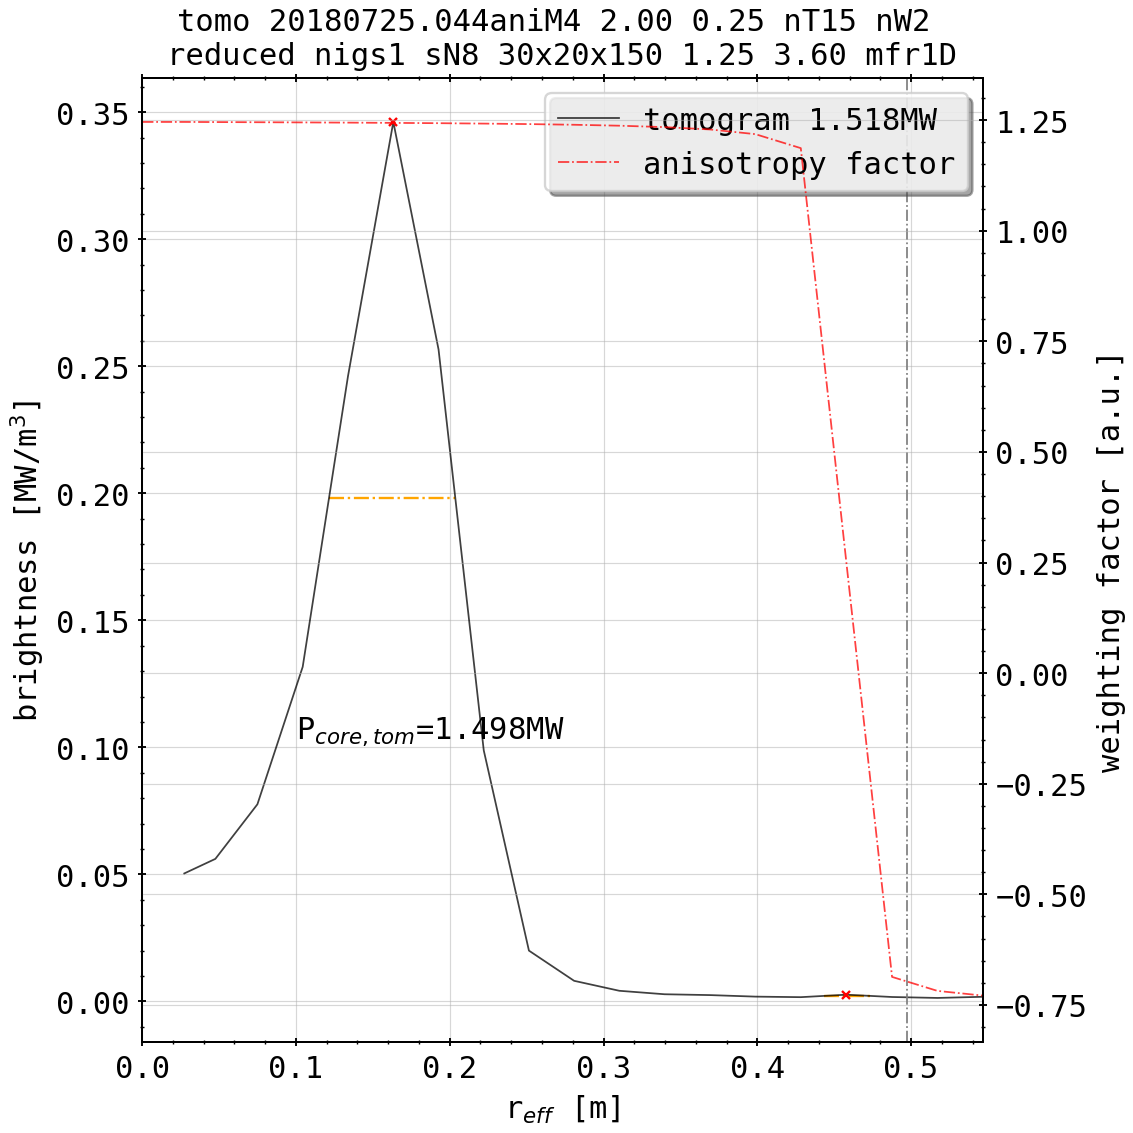 tomo 20180725.044aniM4 2.00 0.25 nT15 nW2
reduced nigs1 sN8 30x20x150 1.25 3.60 mfr1D
tomogram 1.518MW
anisotropy factor
brightness [MW/m³]
0.35
0.30
0.25
0.20
0.15
0.10
0.05
0.00
P_core,tom=1.498MW
1.25
1.00
0.75
0.50
0.25
0.00
−0.25
−0.50
−0.75
weighting factor [a.u.]
0.0 0.1 0.2 0.3 0.4 0.5
r_eff [m]